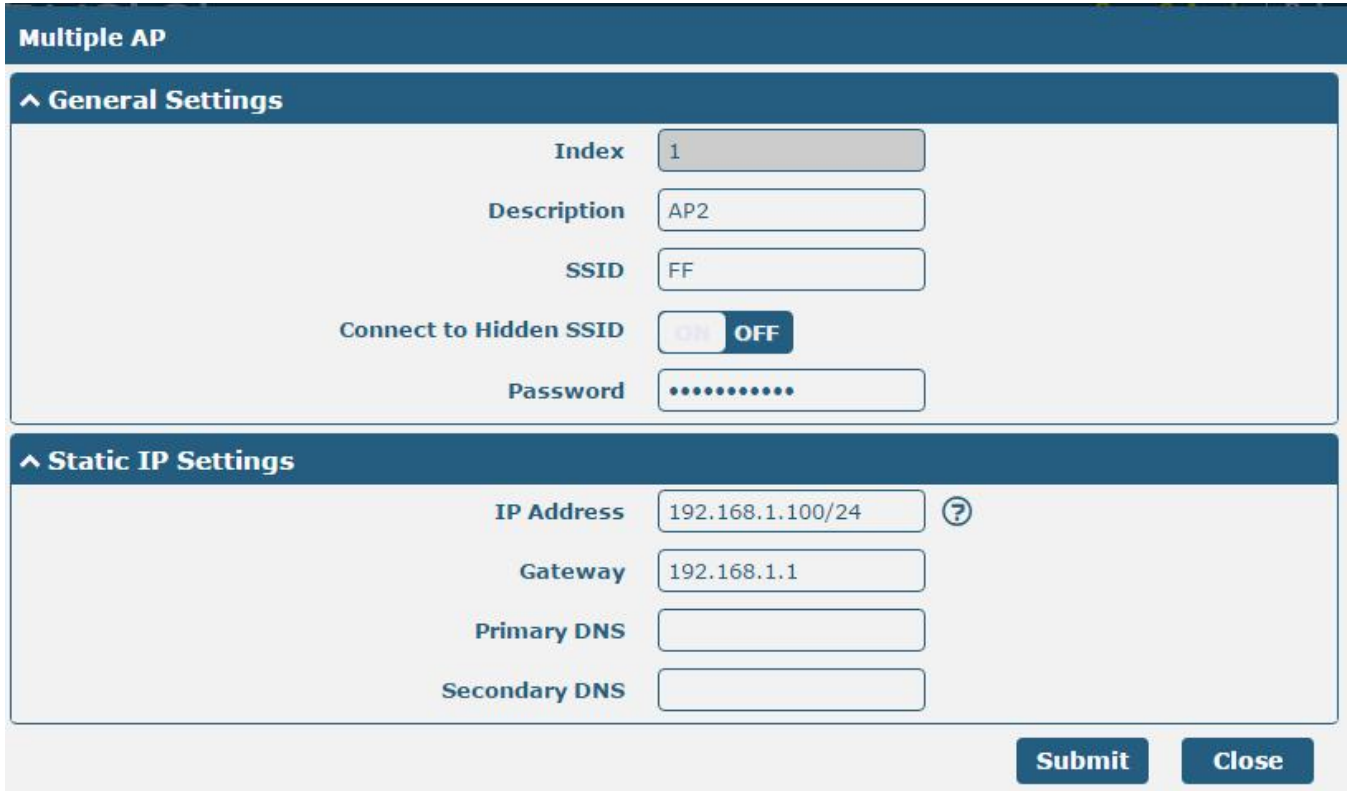 Multiple AP
General Settings
Index 1
Description AP2
SSID FF
Connect to Hidden SSID ON OFF
Password •••••••••••
Static IP Settings
IP Address 192.168.1.100/24 ?
Gateway 192.168.1.1
Primary DNS
Secondary DNS
Submit Close